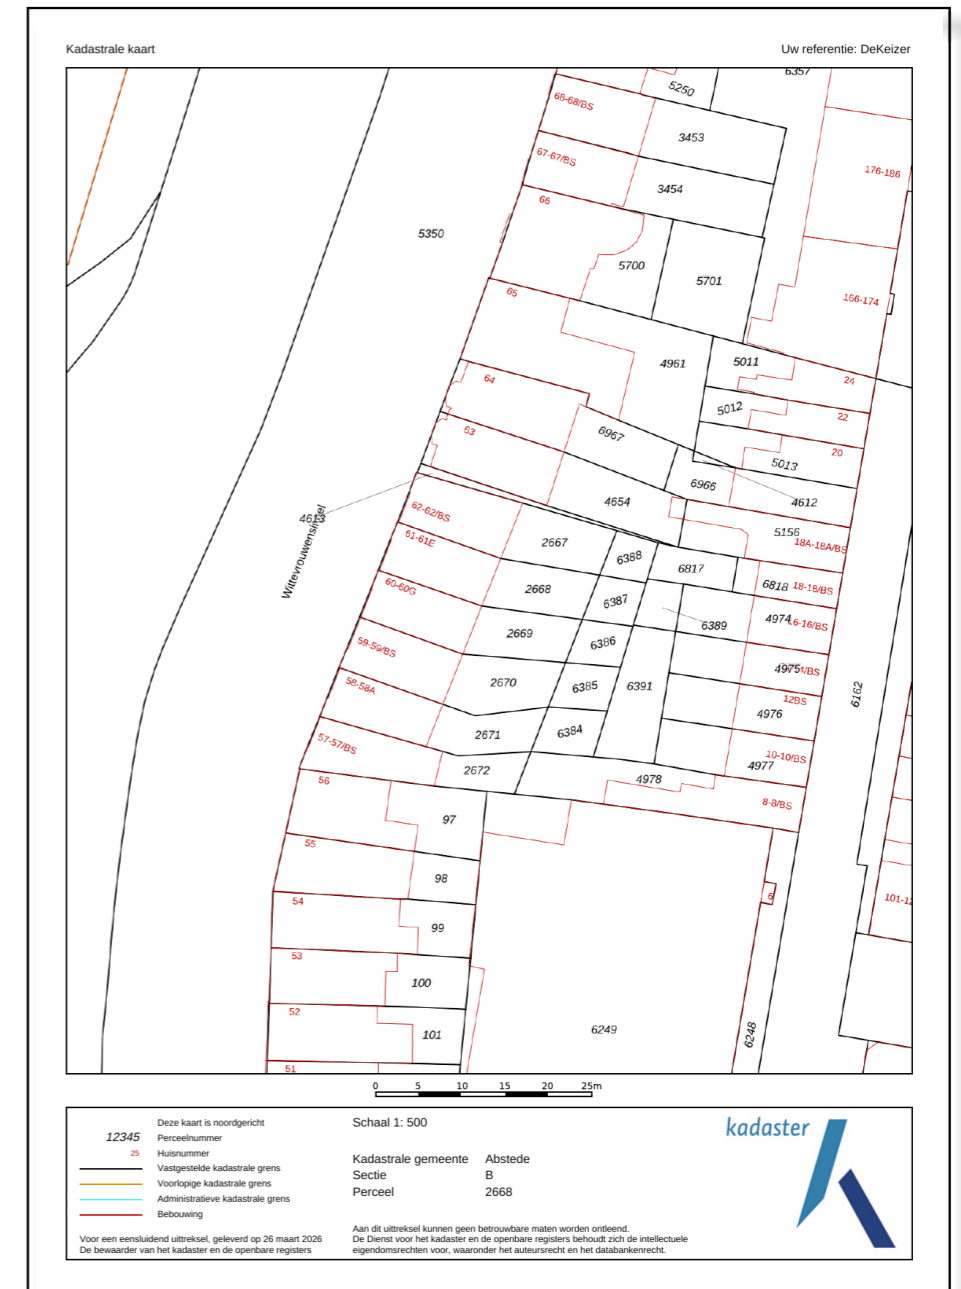 Kadastrale kaart
Uw referentie: DeKeizer
6357
5250
68-68/BS
3453
67-67/BS
176-186
3454
66
5350
5700
5701
65
166-174
4961
5011
64
24
5012
22
63
6967
20
5013
6966
4654
4612
4613
62-62/BS
5156
61-61E
2667
18A-18A/BS
6388
6817
60-60G
2668
6818
18-18/BS
6387
4974
16-16/BS
6389
Wittevrouwensingel
59-59/BS
2669
6386
4975
58-58A
2670
6385
6391
12BS
6162
4976
57-57/BS
2671
6384
10-10/BS
4977
2672
4978
56
8-8/BS
97
55
98
6
54
101-12
99
53
100
52
6249
101
6248
51
0 5 10 15 20 25m
Deze kaart is noordgericht
12345 Perceelnummer
25 Huisnummer
Vastgestelde kadastrale grens
Voorlopige kadastrale grens
Administratieve kadastrale grens
Bebouwing
Voor een eensluidend uittreksel, geleverd op 26 maart 2026
De bewaarder van het kadaster en de openbare registers
Schaal 1: 500
Kadastrale gemeente Abstede
Sectie B
Perceel 2668
Aan dit uittreksel kunnen geen betrouwbare maten worden ontleend.
De Dienst voor het kadaster en de openbare registers behoudt zich de intellectuele
eigendomsrechten voor, waaronder het auteursrecht en het databankenrecht.
kadaster